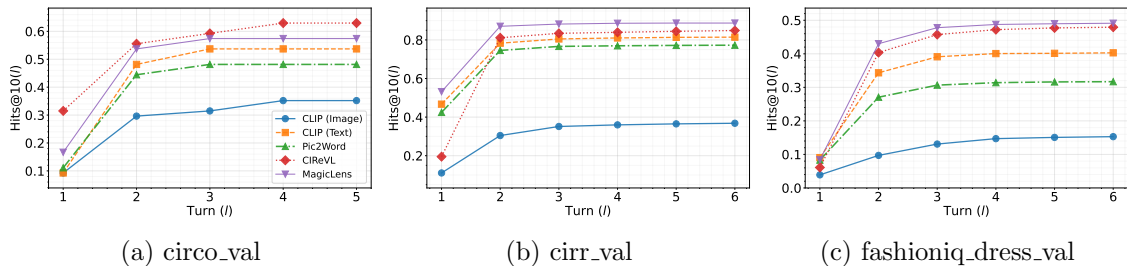 Hits@10(l)
0.6
0.5
0.4
0.3
0.2
0.1
CLIP (Image)
CLIP (Text)
Pic2Word
CIReVL
MagicLens
1 2 3 4 5
Turn (l)
(a) circo_val
Hits@10(l)
0.8
0.6
0.4
0.2
1 2 3 4 5 6
Turn (l)
(b) cirr_val
Hits@10(l)
0.5
0.4
0.3
0.2
0.1
0.0
1 2 3 4 5 6
Turn (l)
(c) fashioniq_dress_val